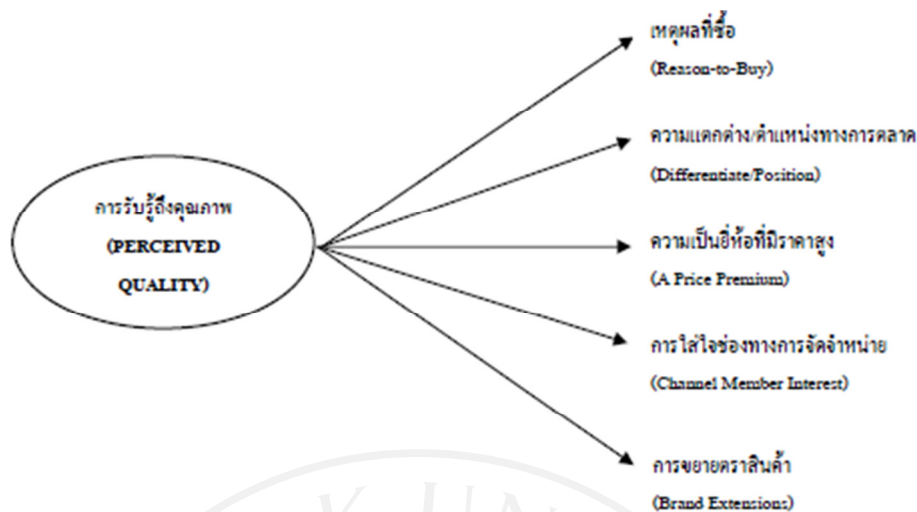 เหตุผลที่ซื้อ
(Reason-to-Buy)
ความแตกต่าง/ตำแหน่งทางการตลาด
(Differentiate/Position)
การรับรู้ถึงคุณภาพ
(PERCEIVED
QUALITY)
ความเป็นยี่ห้อที่มีราคาสูง
(A Price Premium)
การใส่ใจช่องทางการจัดจำหน่าย
(Channel Member Interest)
การขยายตราสินค้า
(Brand Extensions)